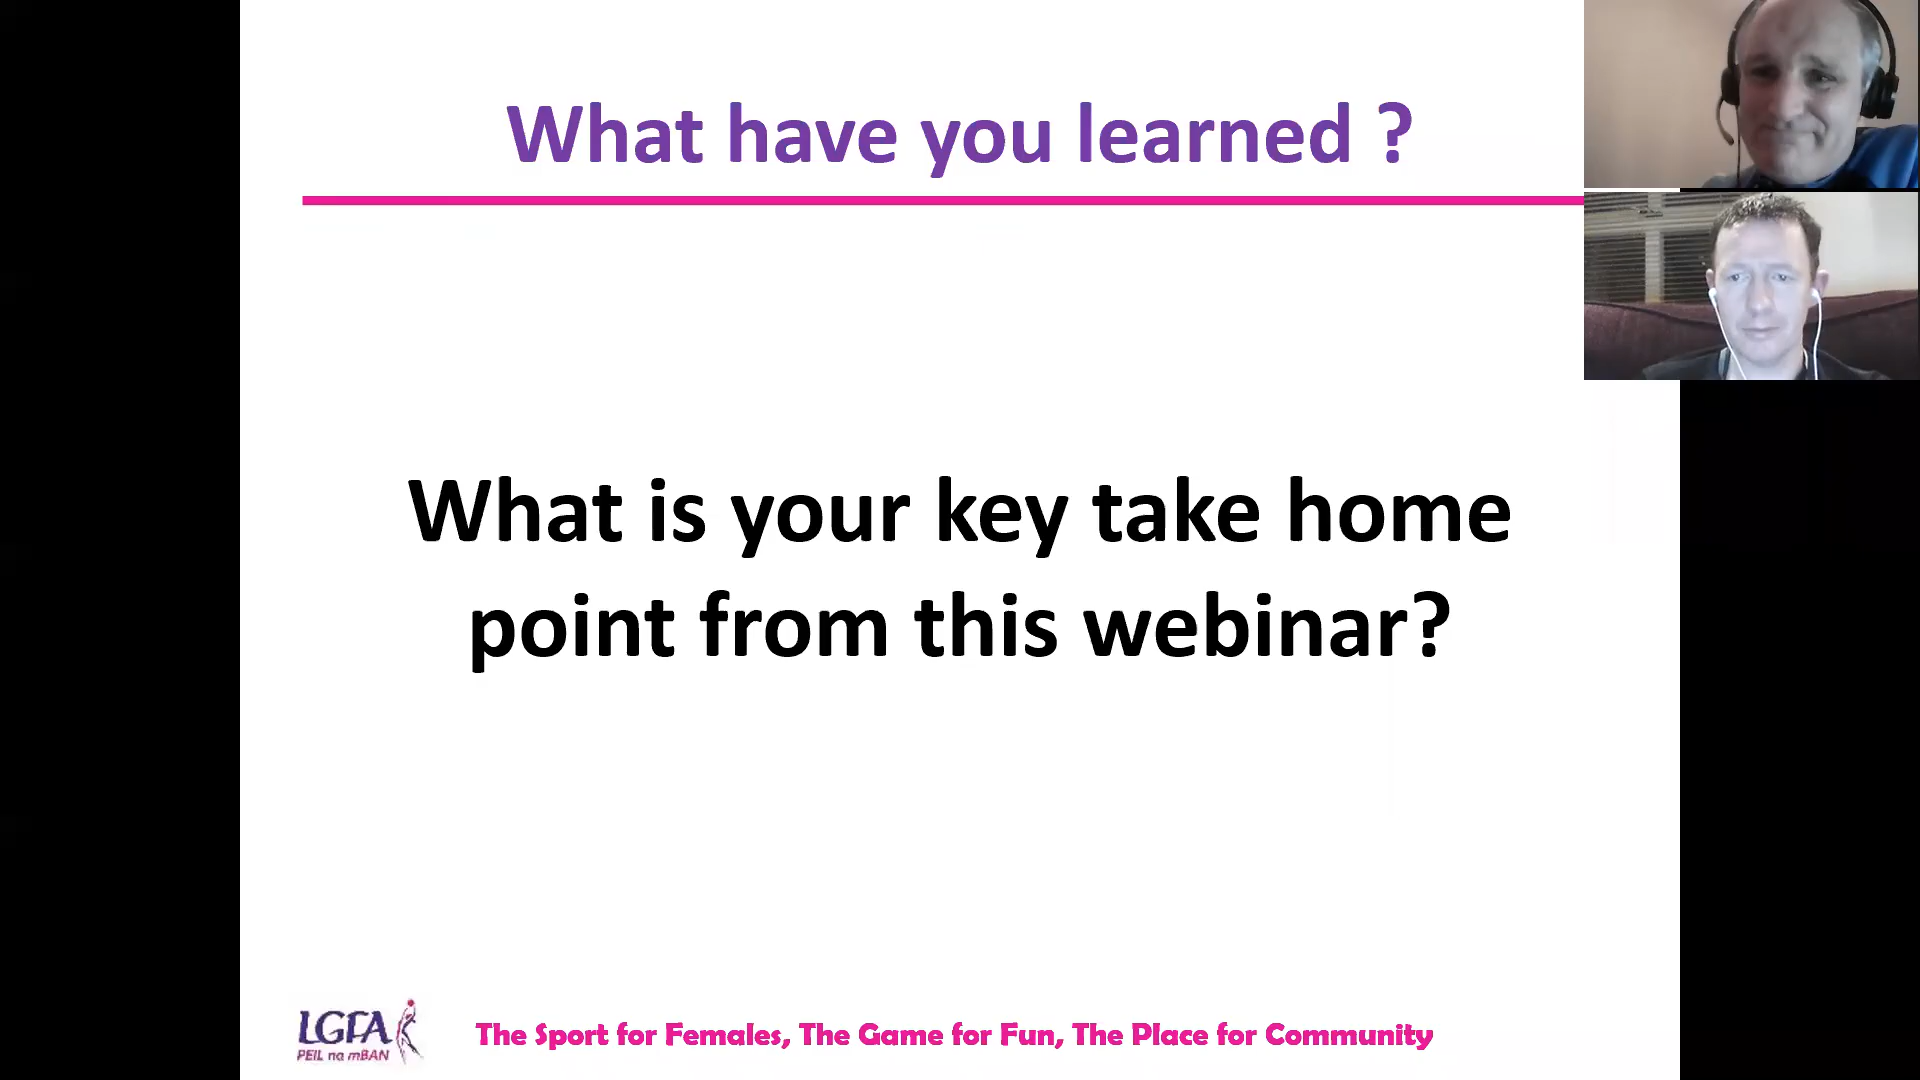 What have you learned ?
What is your key take home
point from this webinar?
LGFA
PEIL na mBAN
The Sport for Females, The Game for Fun, The Place for Community